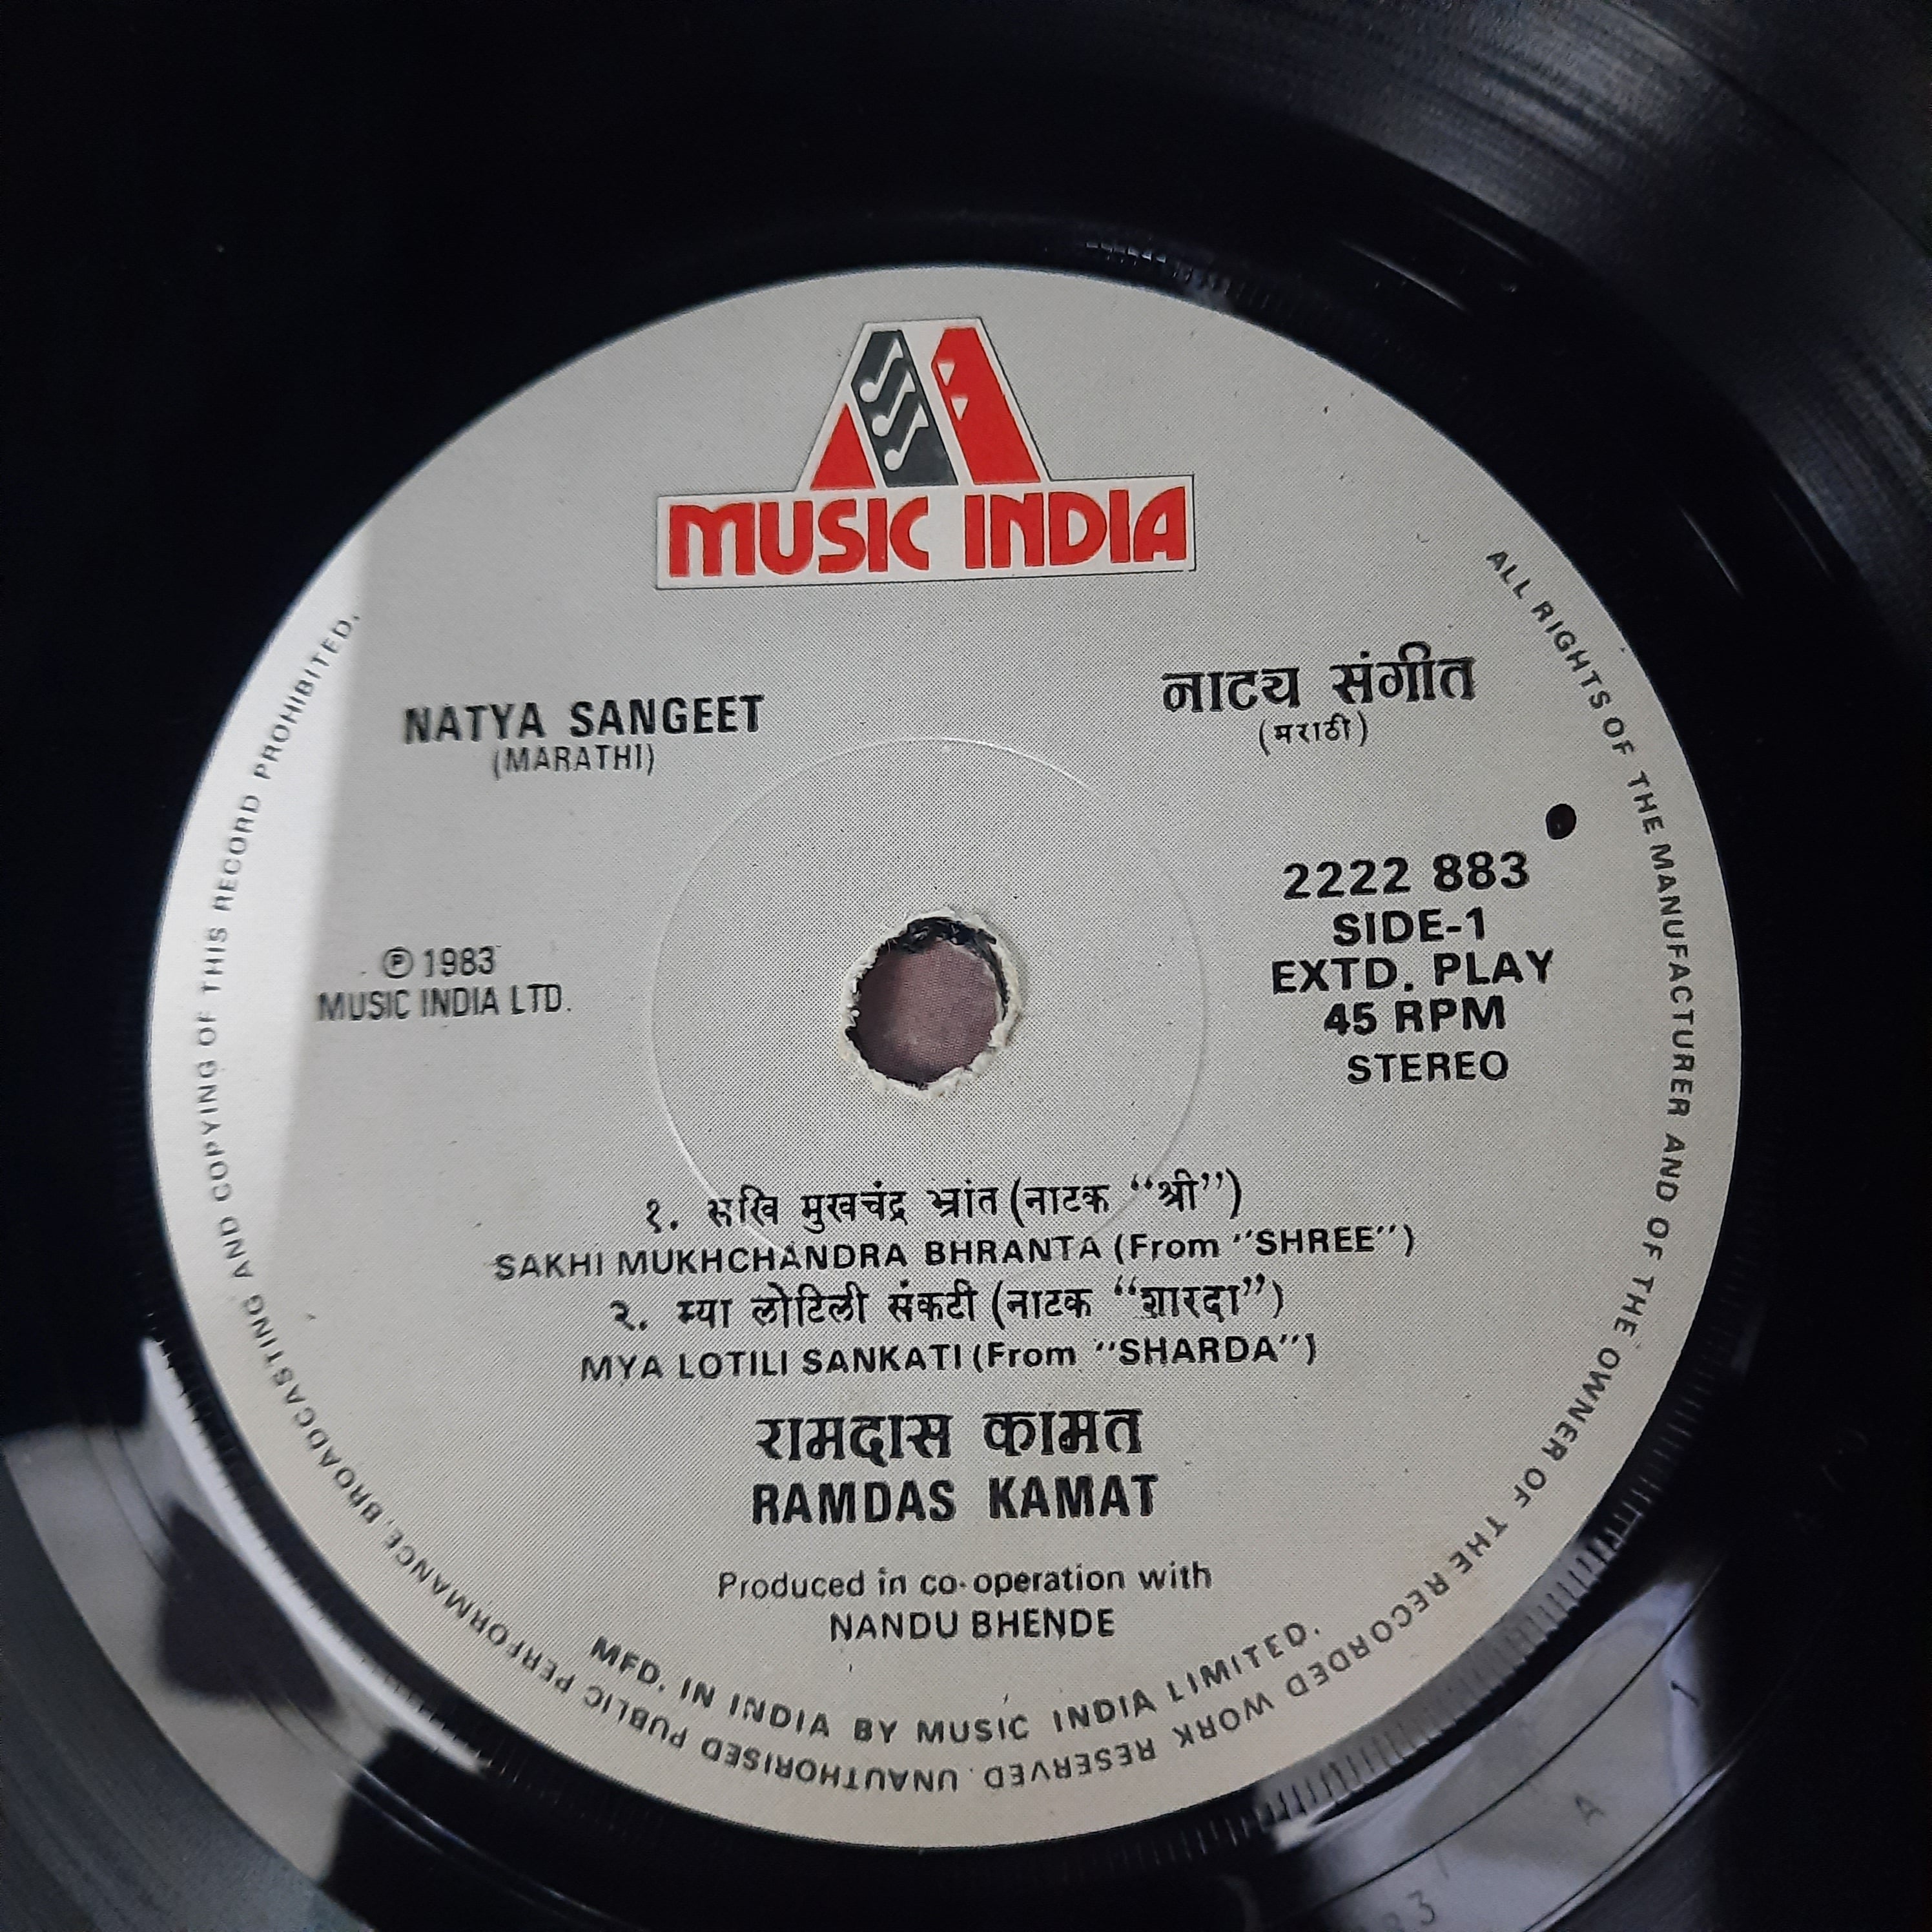 MUSIC INDIA
NATYA SANGEET
(MARATHI)
नाट्य संगीत
(मराठी)
℗ 1983
MUSIC INDIA LTD.
2222 883
SIDE-1
EXTD. PLAY
45 RPM
STEREO
१. सखि मुखचंद्र भ्रांत (नाटक “श्री”)
SAKHI MUKHCHANDRA BHRANTA (From "SHREE")
२. म्या लोटिली संकटी (नाटक “शारदा”)
MYA LOTILI SANKATI (From "SHARDA")
रामदास कामत
RAMDAS KAMAT
Produced in co-operation with
NANDU BHENDE
MFD. IN INDIA BY MUSIC INDIA LIMITED.
ALL RIGHTS OF THE MANUFACTURER AND OF THE OWNER OF THE RECORDED WORK RESERVED. UNAUTHORISED PUBLIC PERFORMANCE, BROADCASTING AND COPYING OF THIS RECORD PROHIBITED.